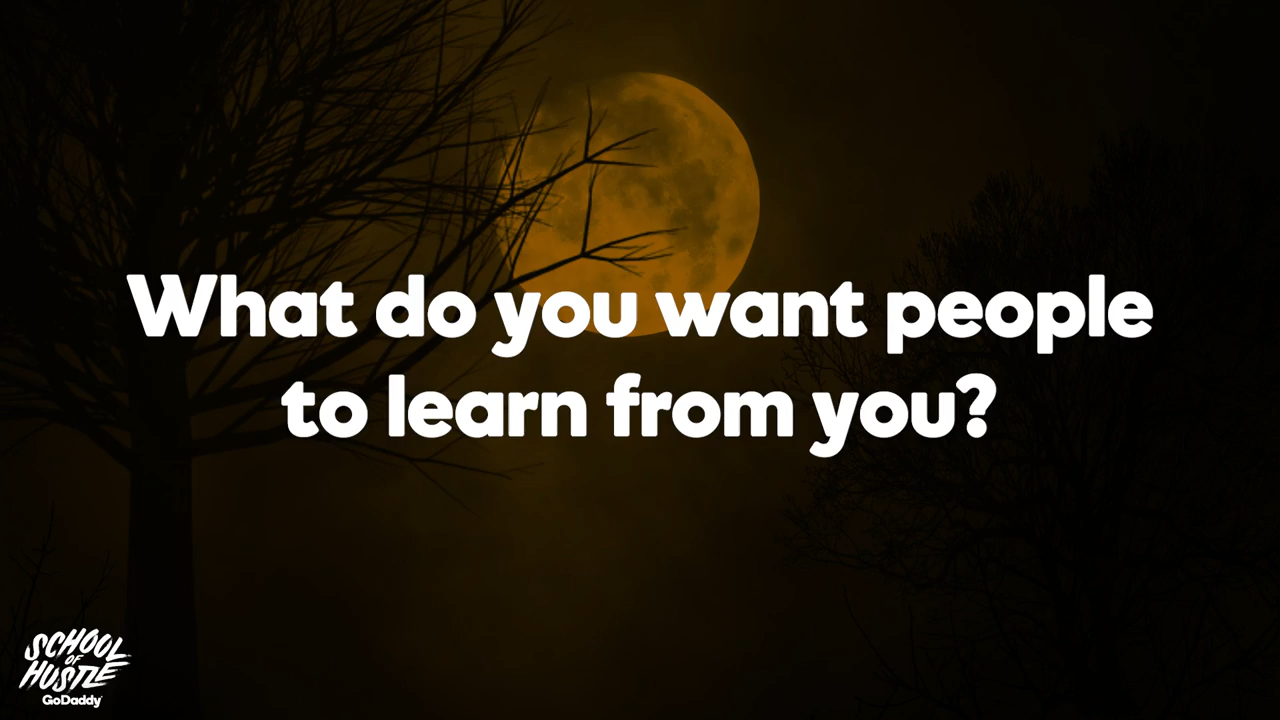 What do you want people
to learn from you?
SCHOOL
OF
HUSTLE
GoDaddy